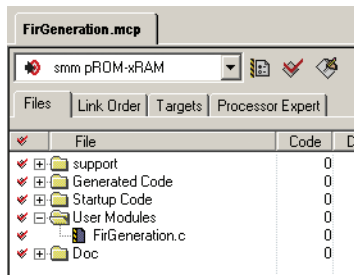 FirGeneration.mcp
smm pROM-xRAM
Files Link Order Targets Processor Expert
File Code D
support 0
Generated Code 0
Startup Code 0
User Modules 0
FirGeneration.c 0
Doc 0